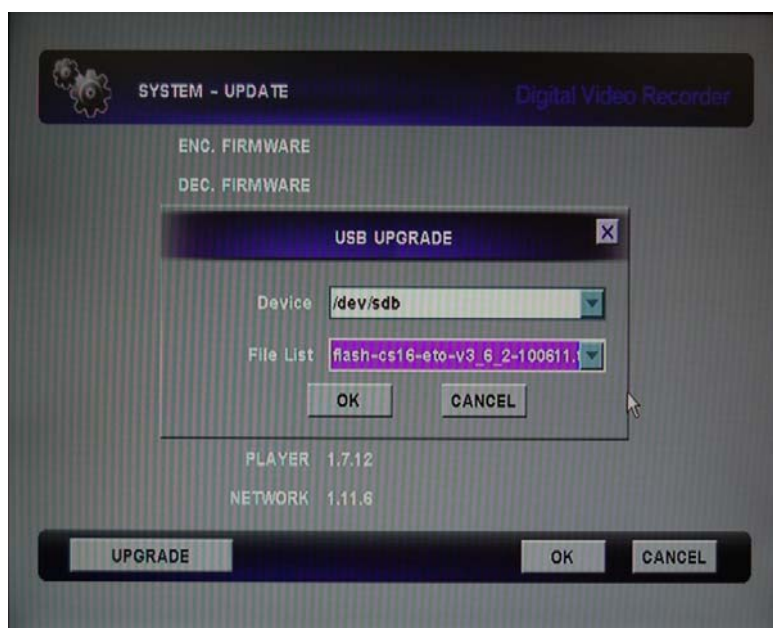 SYSTEM - UPDATE
Digital Video Recorder
ENC. FIRMWARE
DEC. FIRMWARE
USB UPGRADE
X
Device /dev/sdb
File List flash-cs16-eto-v3_6_2-100611.
OK CANCEL
PLAYER 1.7.12
NETWORK 1.11.6
UPGRADE OK CANCEL